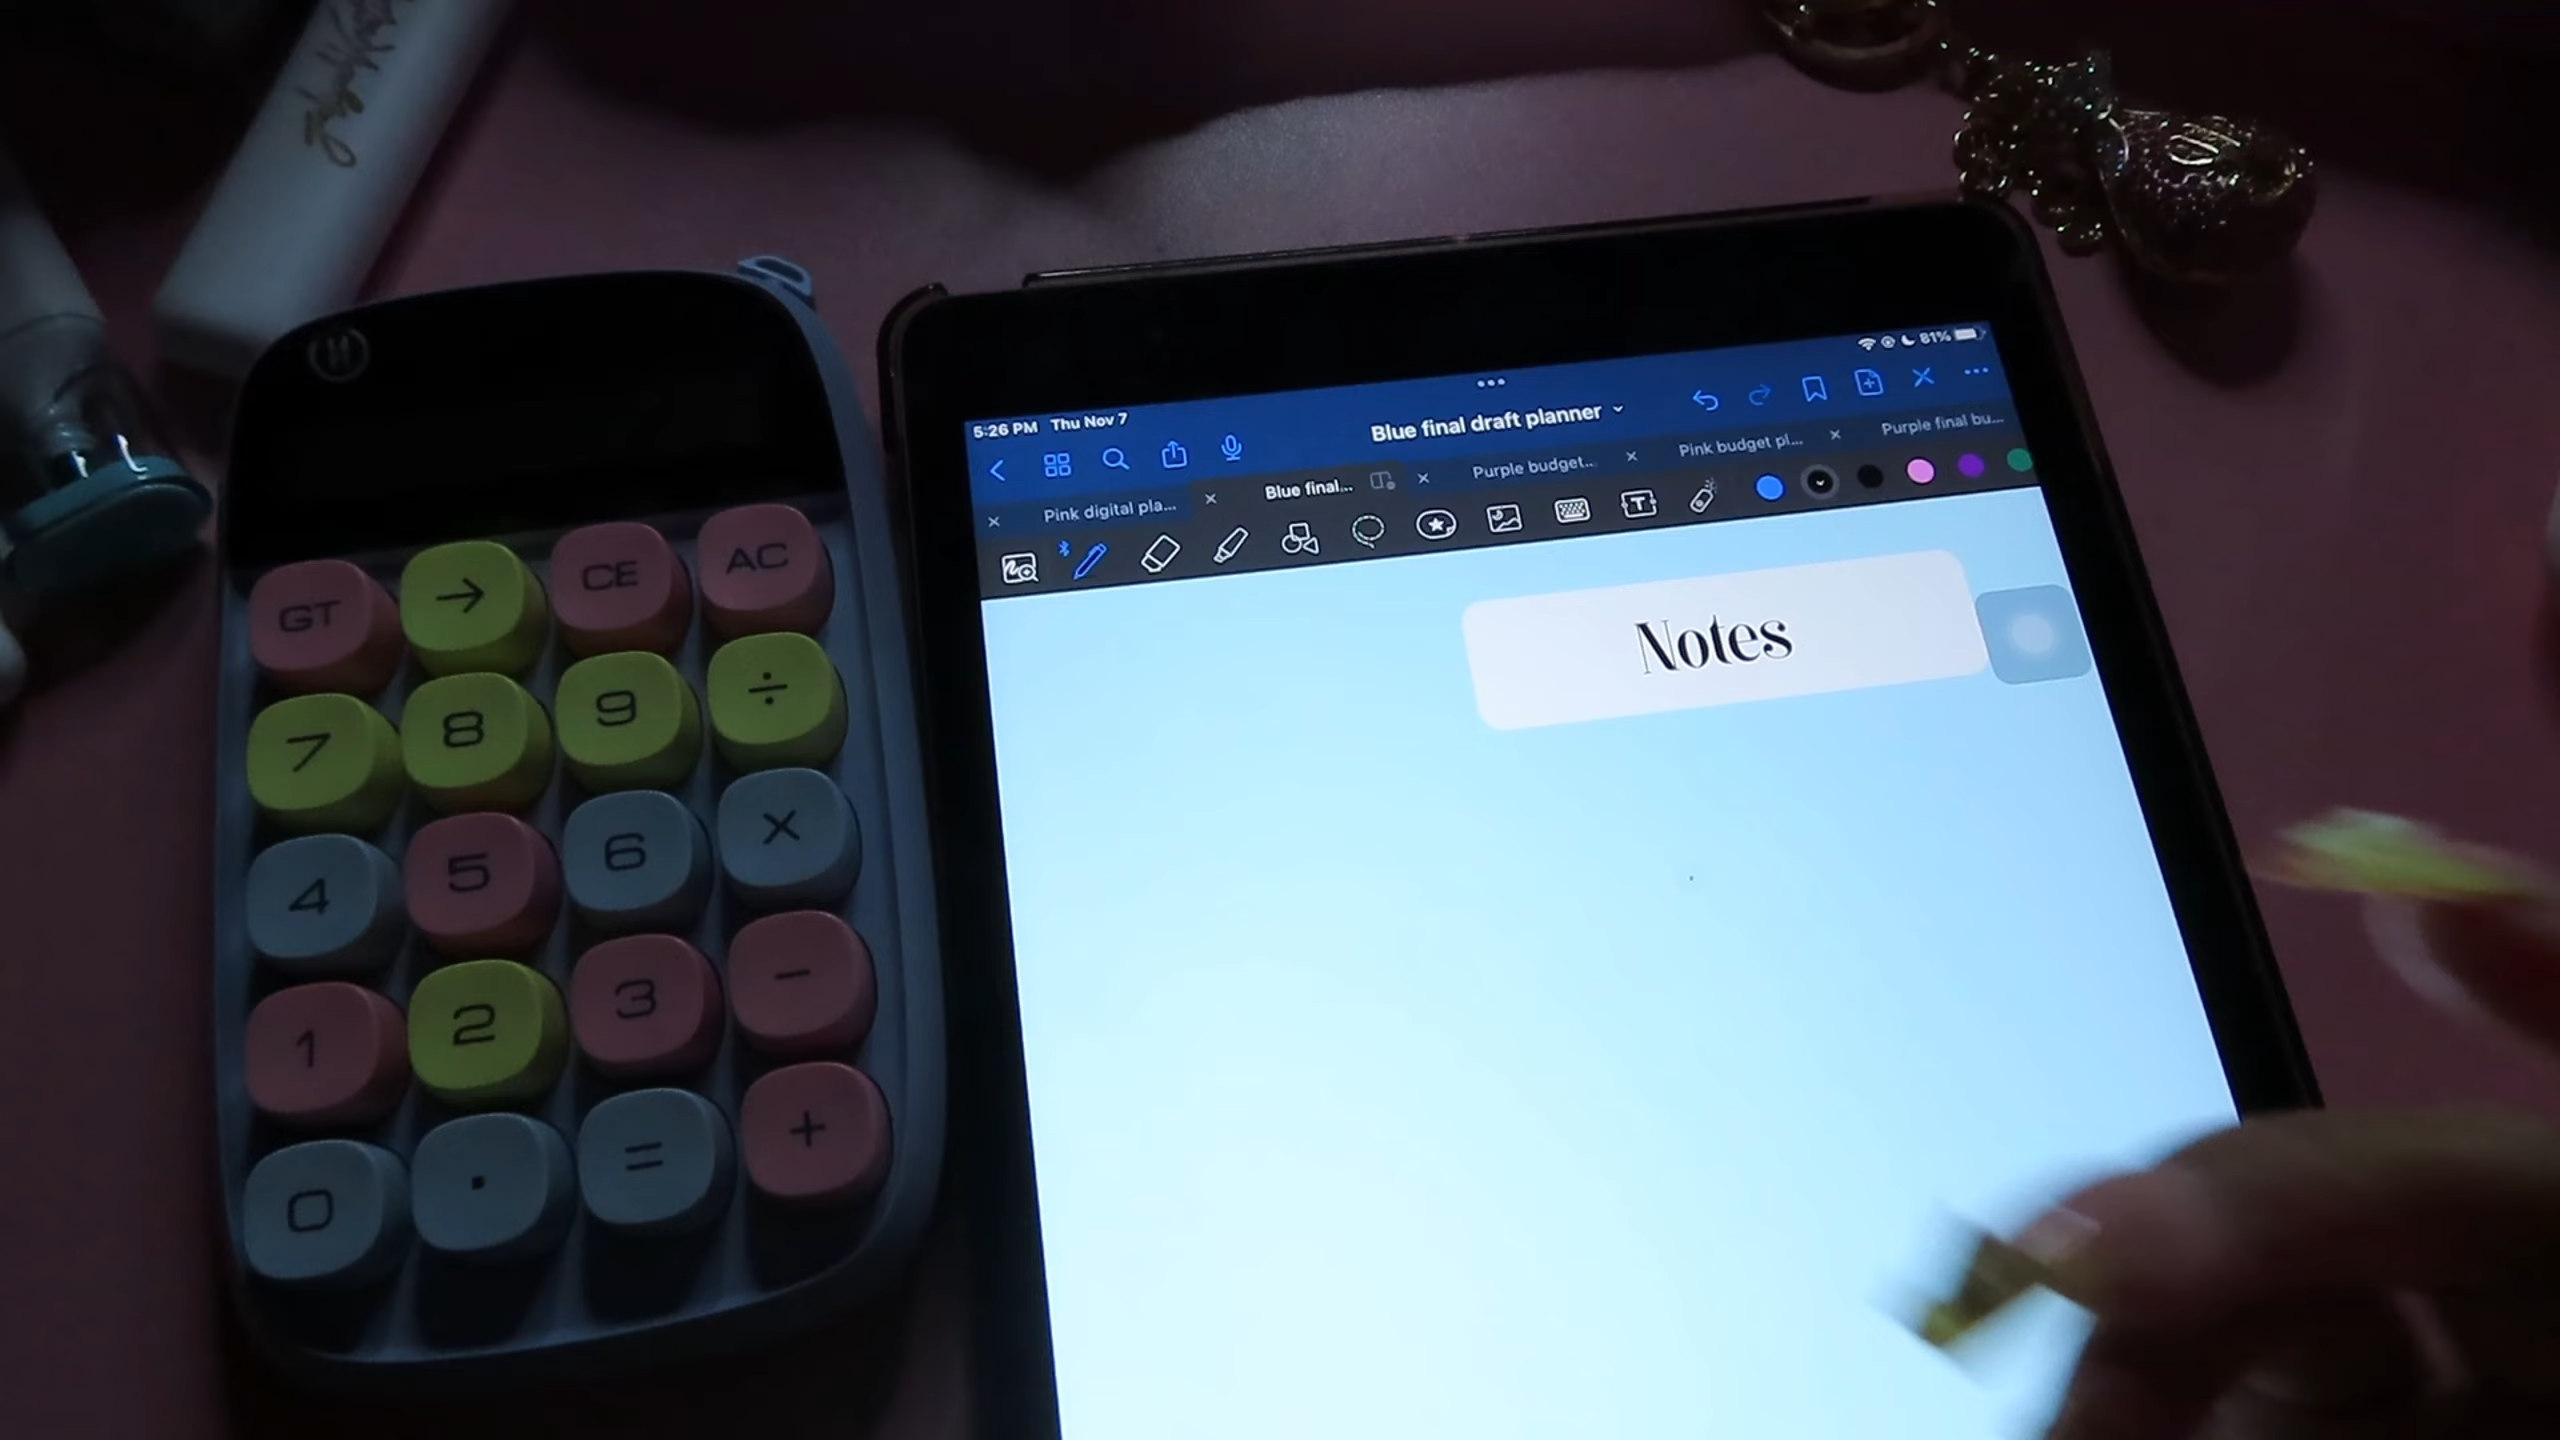 5:26 PM Thu Nov 7
81%
Blue final draft planner
Pink digital pla...
Blue final...
Purple budget...
Pink budget pl...
Purple final bu...
Notes
GT → CE AC
7 8 9 ÷
4 5 6 ×
1 2 3 −
0 . = +